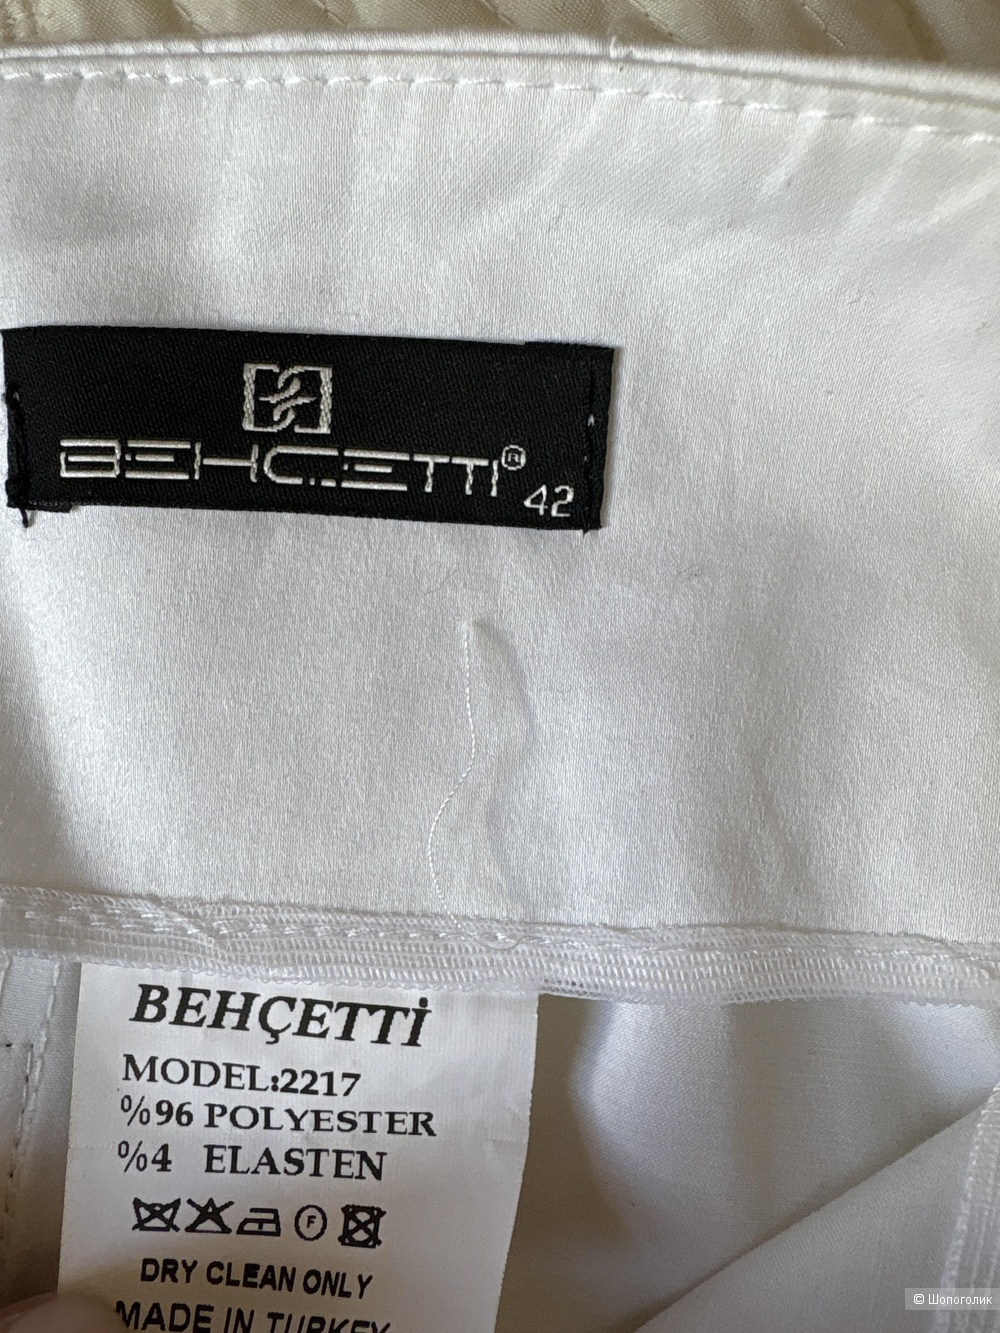 BEHÇETTI® 42
BEHÇETTİ
MODEL:2217
%96 POLYESTER
%4 ELASTEN
F
DRY CLEAN ONLY
MADE IN TURKEY
© Шопоголик